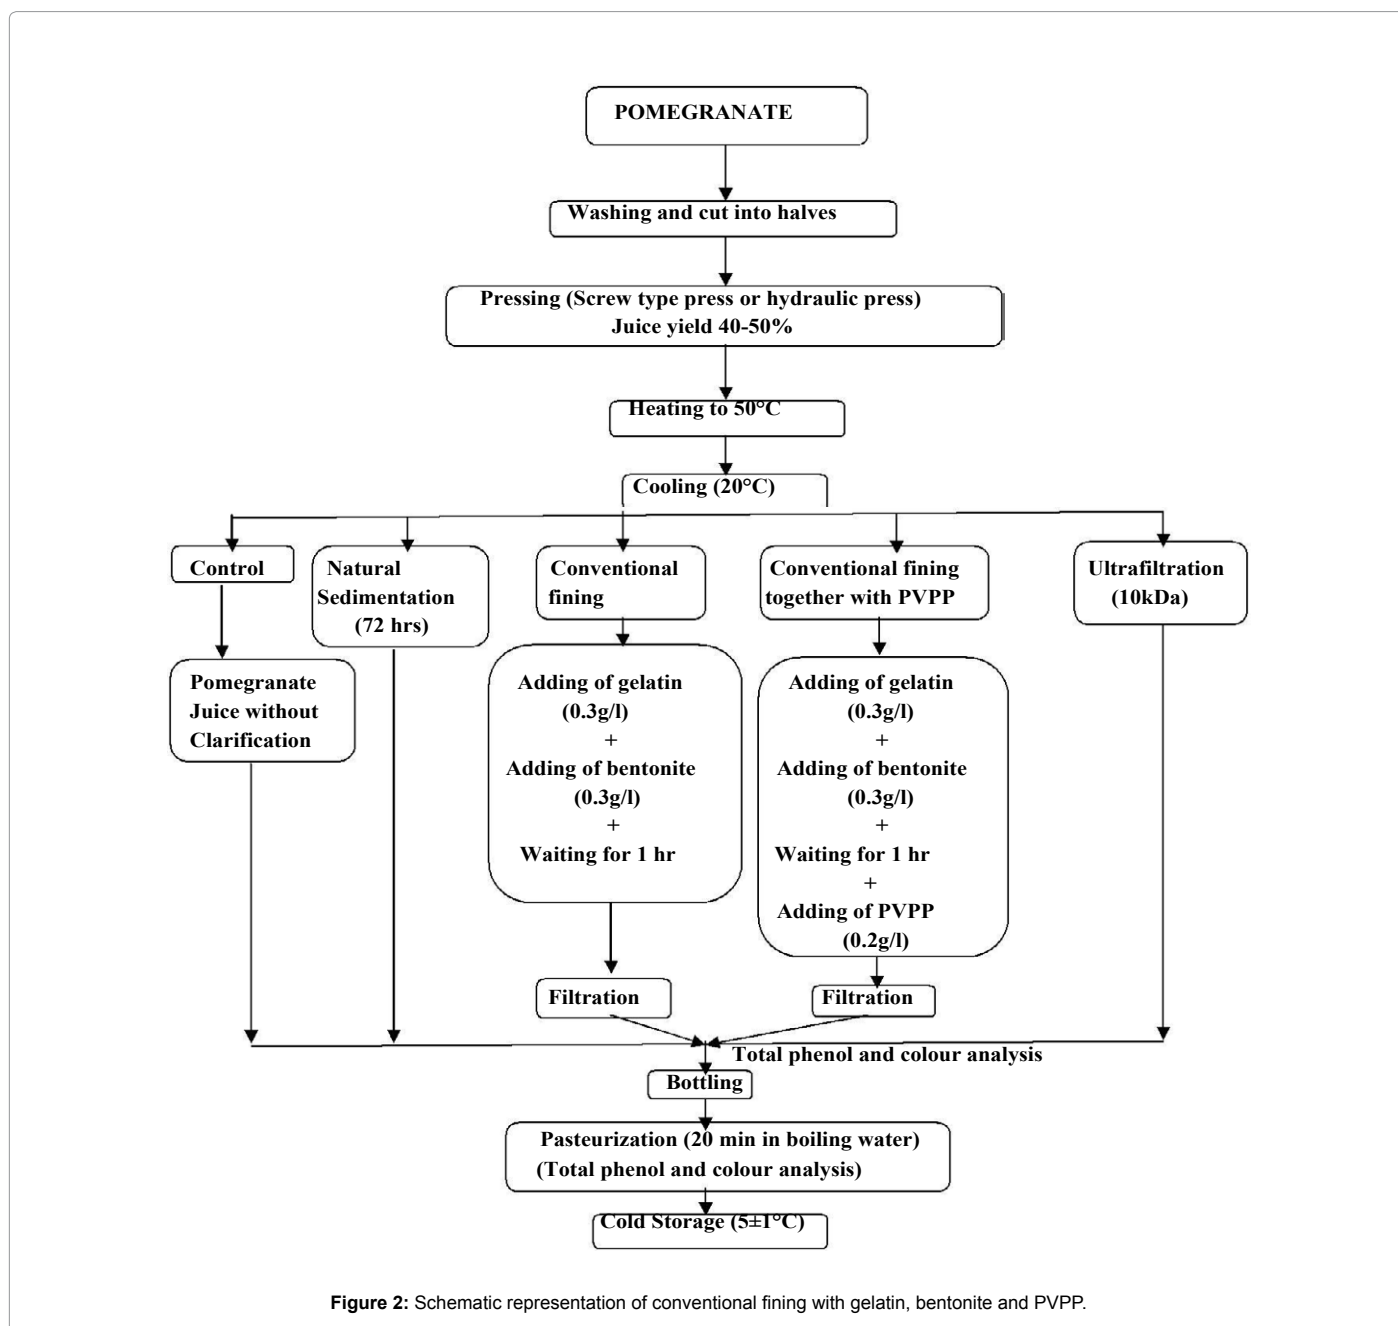 POMEGRANATE
Washing and cut into halves
Pressing (Screw type press or hydraulic press)
Juice yield 40-50%
Heating to 50°C
Cooling (20°C)
Control
Natural
Sedimentation
(72 hrs)
Conventional
fining
Conventional fining
together with PVPP
Ultrafiltration
(10kDa)
Pomegranate
Juice without
Clarification
Adding of gelatin
(0.3g/l)
+
Adding of bentonite
(0.3g/l)
+
Waiting for 1 hr
Adding of gelatin
(0.3g/l)
+
Adding of bentonite
(0.3g/l)
+
Waiting for 1 hr
+
Adding of PVPP
(0.2g/l)
Filtration
Filtration
Total phenol and colour analysis
Bottling
Pasteurization (20 min in boiling water)
(Total phenol and colour analysis)
Cold Storage (5±1°C)
Figure 2: Schematic representation of conventional fining with gelatin, bentonite and PVPP.